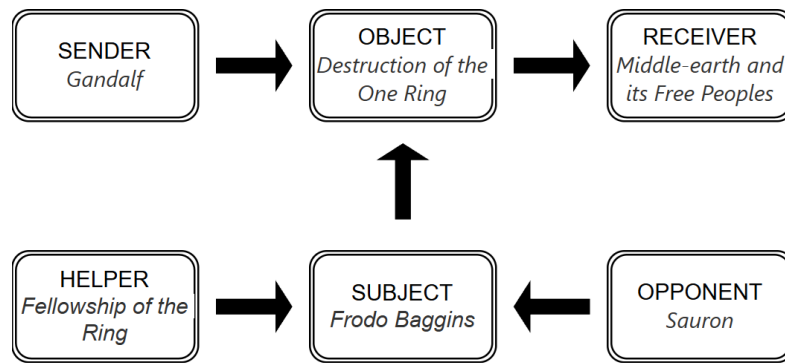 SENDER
Gandalf
OBJECT
Destruction of the
One Ring
RECEIVER
Middle-earth and
its Free Peoples
HELPER
Fellowship of the
Ring
SUBJECT
Frodo Baggins
OPPONENT
Sauron